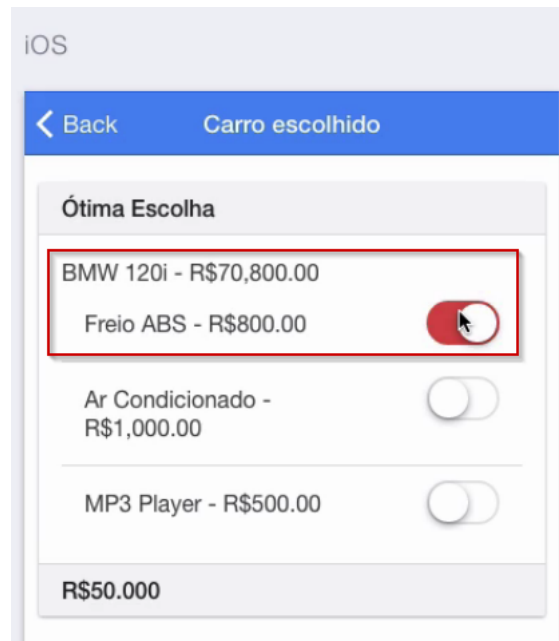 iOS
Back
Carro escolhido
Ótima Escolha
BMW 120i - R$70,800.00
Freio ABS - R$800.00
Ar Condicionado -
R$1,000.00
MP3 Player - R$500.00
R$50.000